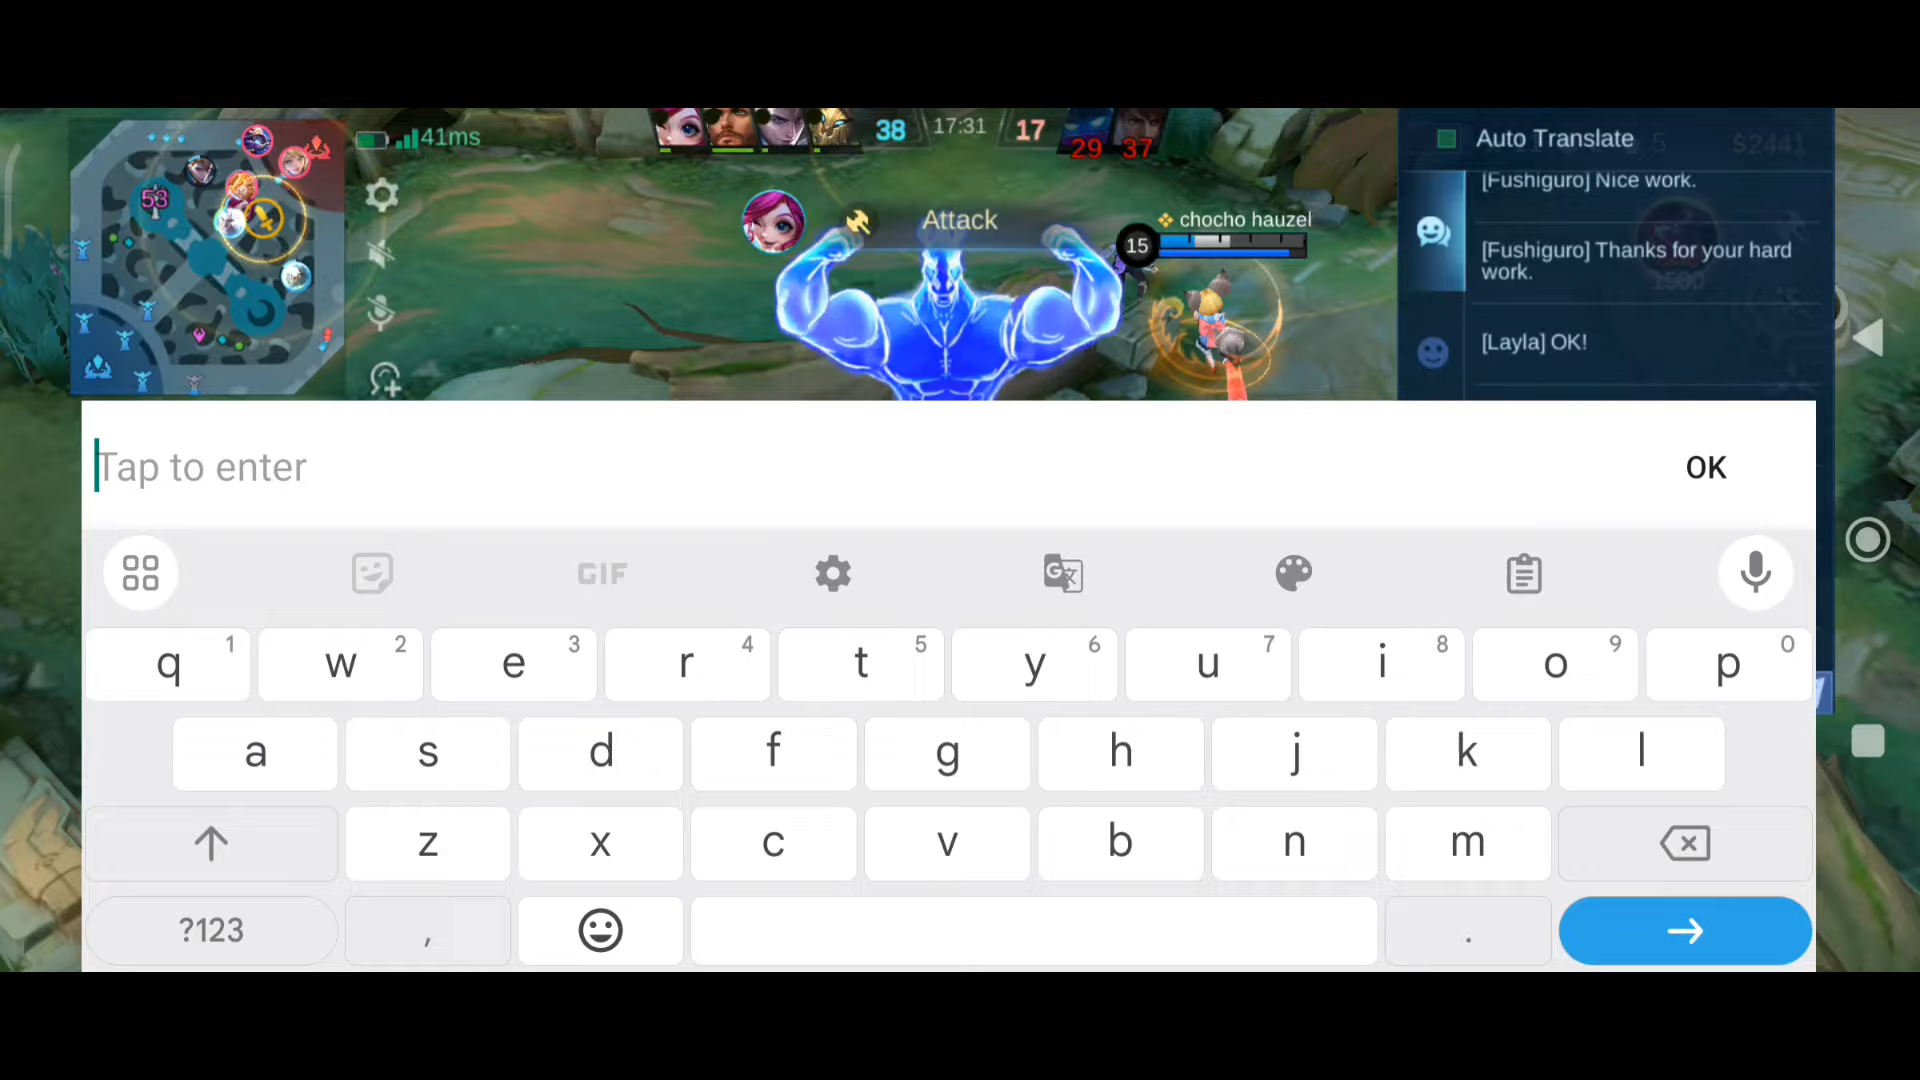 41ms
38
17:31
17
29
37
53
Attack
15
chocho hauzel
Auto Translate
$2441
[Fushiguro] Nice work.
[Fushiguro] Thanks for your hard
work.
[Layla] OK!
Tap to enter
OK
GIF
q 1 w 2 e 3 r 4 t 5 y 6 u 7 i 8 o 9 p 0
a s d f g h j k l
z x c v b n m
?123 , .